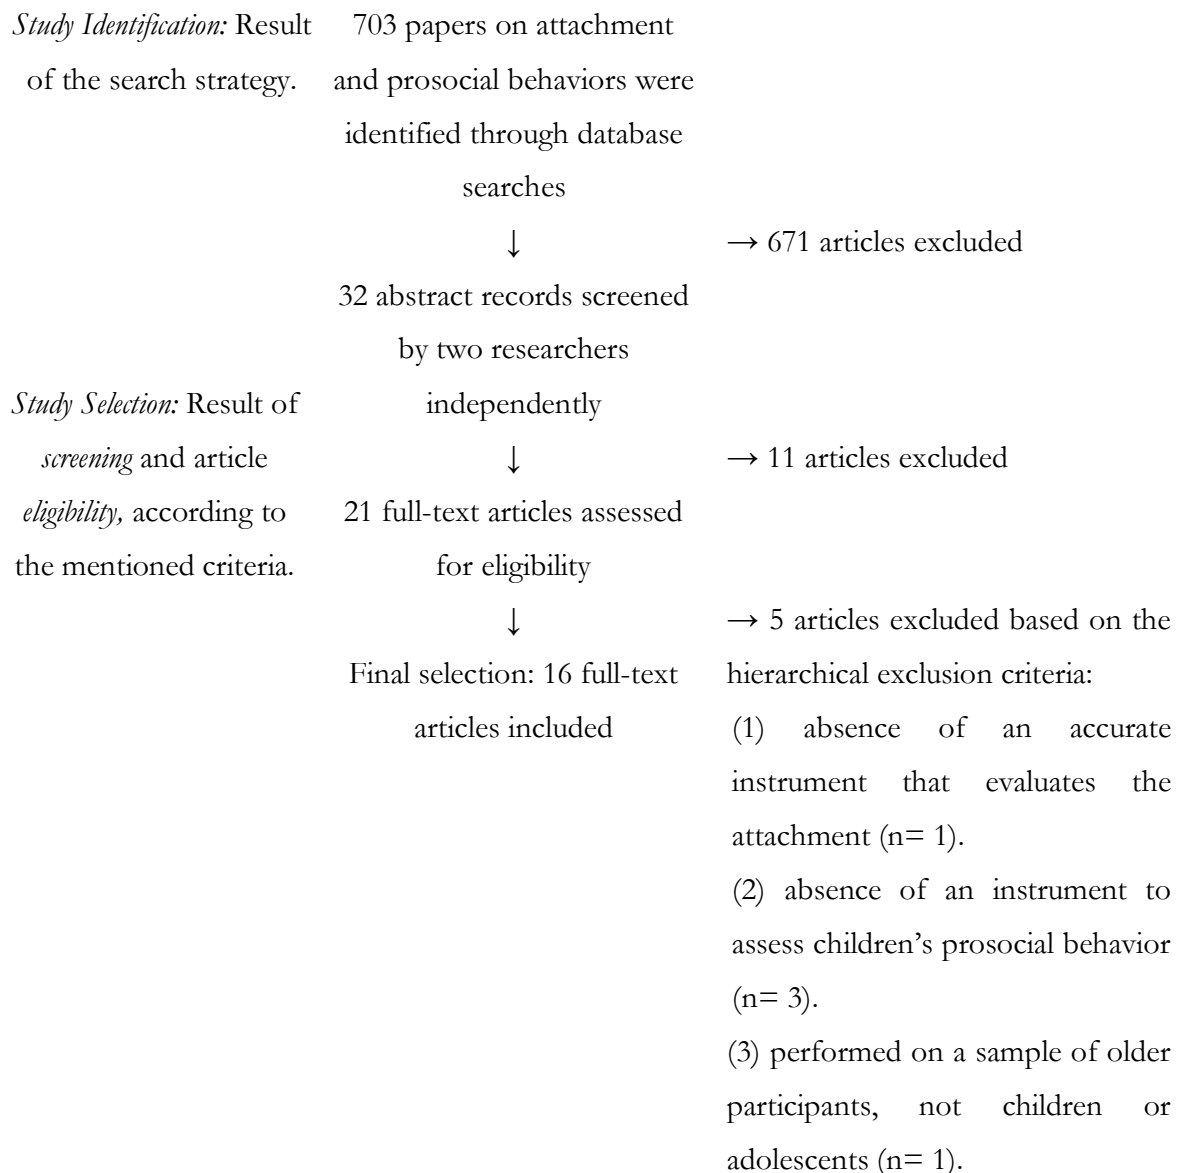 Study Identification: Result
of the search strategy.
703 papers on attachment
and prosocial behaviors were
identified through database
searches
↓
→ 671 articles excluded
32 abstract records screened
by two researchers
independently
Study Selection: Result of
screening and article
eligibility, according to
the mentioned criteria.
↓
→ 11 articles excluded
21 full-text articles assessed
for eligibility
↓
Final selection: 16 full-text
articles included
→ 5 articles excluded based on the
hierarchical exclusion criteria:
(1) absence of an accurate
instrument that evaluates the
attachment (n= 1).
(2) absence of an instrument to
assess children’s prosocial behavior
(n= 3).
(3) performed on a sample of older
participants, not children or
adolescents (n= 1).